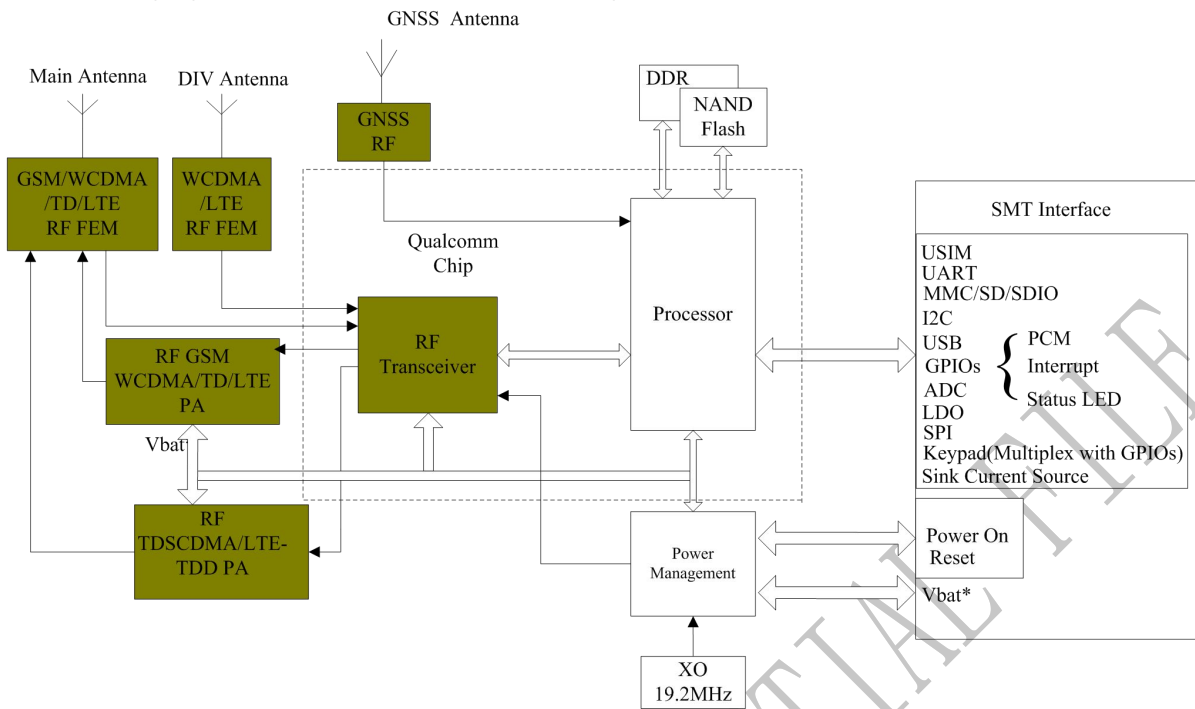 GNSS Antenna
Main Antenna
DIV Antenna
DDR
NAND
Flash
GNSS
RF
GSM/WCDMA
/TD/LTE
RF FEM
WCDMA
/LTE
RF FEM
Qualcomm
Chip
RF
Transceiver
Processor
RF GSM
WCDMA/TD/LTE
PA
Vbat*
RF
TDSCDMA/LTE-
TDD PA
Power
Management
XO
19.2MHz
SMT Interface
USIM
UART
MMC/SD/SDIO
I2C
USB
GPIOs
{
PCM
Interrupt
Status LED
ADC
LDO
SPI
Keypad(Multiplex with GPIOs)
Sink Current Source
Power On
Reset
Vbat*
TIAL FILE